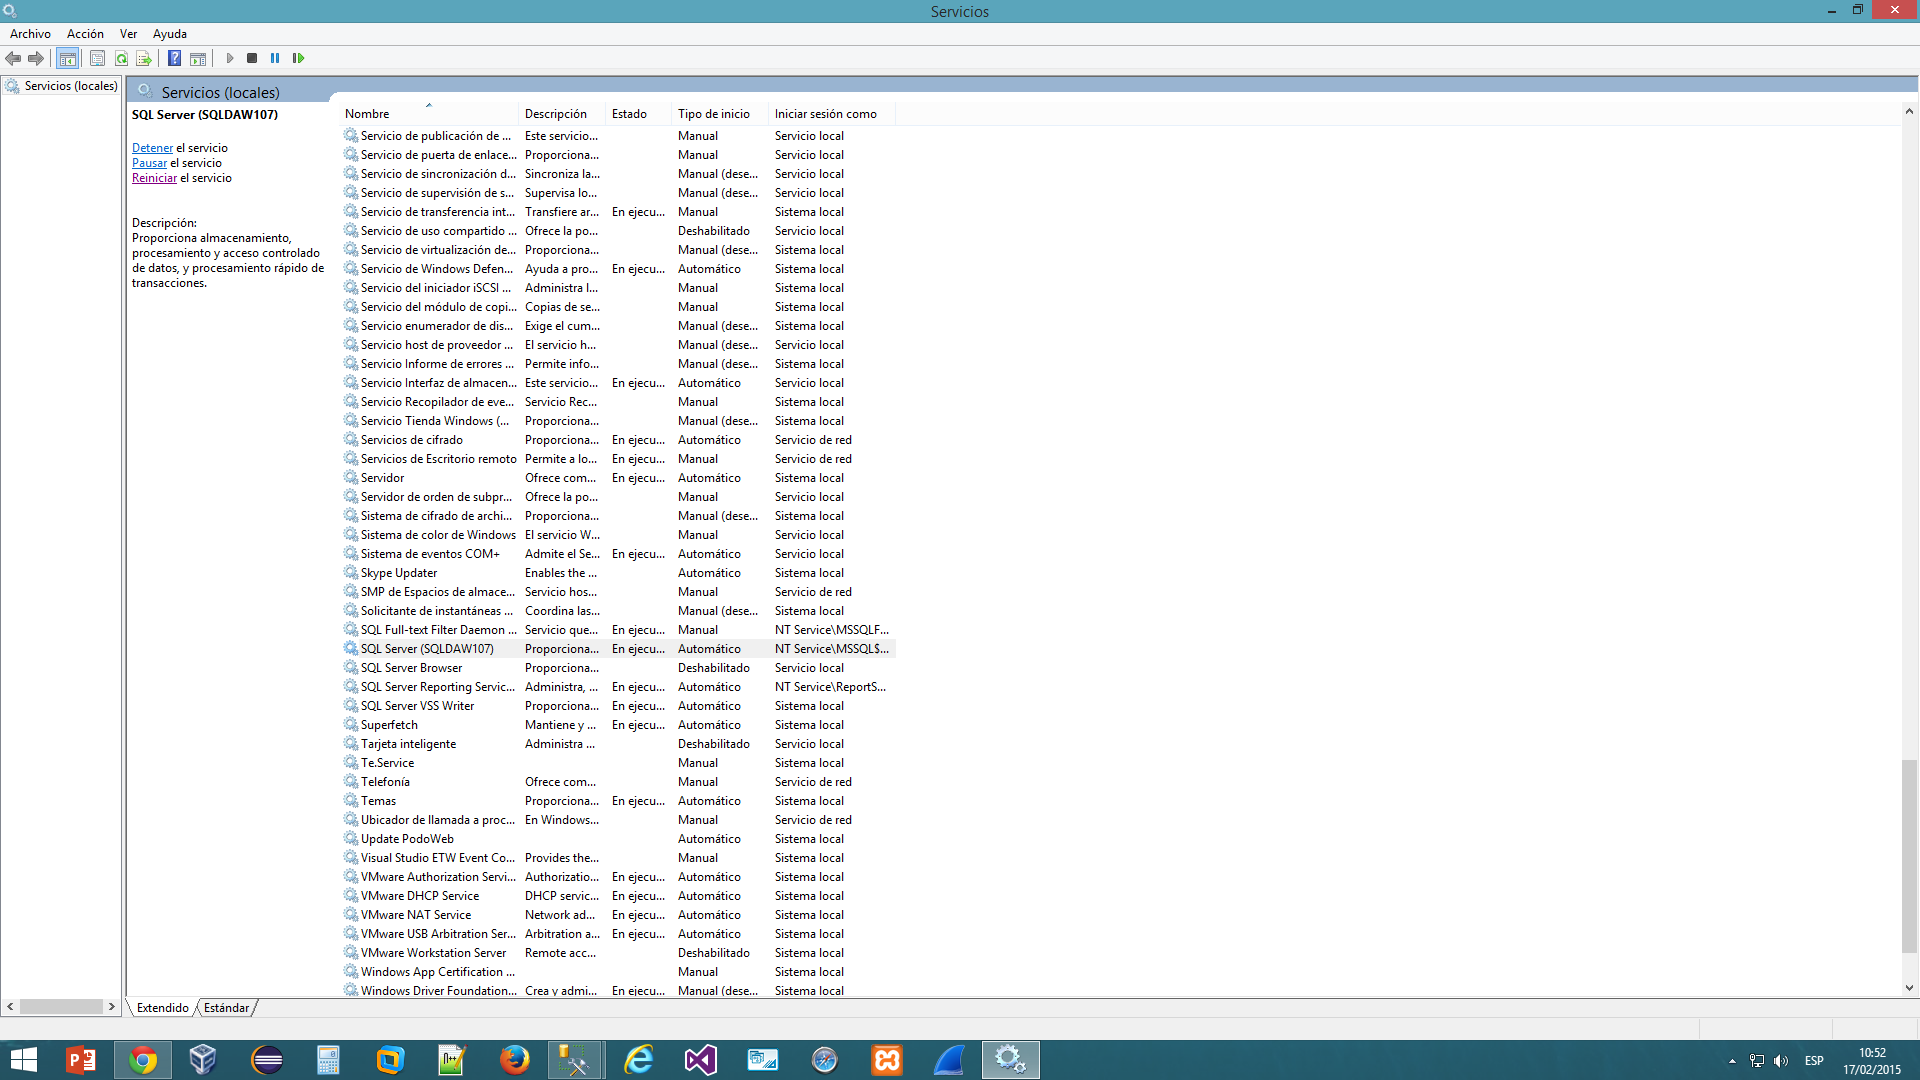 Servicios
Archivo Acción Ver Ayuda
Servicios (locales)
Servicios (locales)
SQL Server (SQLDAW107)
Detener el servicio
Pausar el servicio
Reiniciar el servicio
Descripción:
Proporciona almacenamiento,
procesamiento y acceso controlado
de datos, y procesamiento rápido de
transacciones.
Nombre Descripción Estado Tipo de inicio Iniciar sesión como
Servicio de publicación de ... Este servicio... Manual Servicio local
Servicio de puerta de enlace... Proporciona... Manual Servicio local
Servicio de sincronización d... Sincroniza la... Manual (dese... Servicio local
Servicio de supervisión de s... Supervisa lo... Manual (dese... Servicio local
Servicio de transferencia int... Transfiere ar... En ejecu... Manual Sistema local
Servicio de uso compartido ... Ofrece la po... Deshabilitado Servicio local
Servicio de virtualización de... Proporciona... Manual (dese... Sistema local
Servicio de Windows Defen... Ayuda a pro... En ejecu... Automático Sistema local
Servicio del iniciador iSCSI ... Administra l... Manual Sistema local
Servicio del módulo de copi... Copias de se... Manual Sistema local
Servicio enumerador de dis... Exige el cum... Manual (dese... Sistema local
Servicio host de proveedor ... El servicio h... Manual (dese... Servicio local
Servicio Informe de errores ... Permite info... Manual (dese... Sistema local
Servicio Interfaz de almacen... Este servicio... En ejecu... Automático Servicio local
Servicio Recopilador de eve... Servicio Rec... Manual Sistema local
Servicio Tienda Windows (... Proporciona... Manual (dese... Sistema local
Servicios de cifrado Proporciona... En ejecu... Automático Servicio de red
Servicios de Escritorio remoto Permite a lo... En ejecu... Manual Servicio de red
Servidor Ofrece com... En ejecu... Automático Sistema local
Servidor de orden de subpr... Ofrece la po... Manual Servicio local
Sistema de cifrado de archi... Proporciona... Manual (dese... Sistema local
Sistema de color de Windows El servicio W... Manual Servicio local
Sistema de eventos COM+ Admite el Se... En ejecu... Automático Servicio local
Skype Updater Enables the ... Automático Sistema local
SMP de Espacios de almace... Servicio hos... Manual Servicio de red
Solicitante de instantáneas ... Coordina las... Manual (dese... Sistema local
SQL Full-text Filter Daemon ... Servicio que... En ejecu... Manual NT Service\MSSQLF...
SQL Server (SQLDAW107) Proporciona... En ejecu... Automático NT Service\MSSQL$...
SQL Server Browser Proporciona... Deshabilitado Servicio local
SQL Server Reporting Servic... Administra, ... En ejecu... Automático NT Service\ReportS...
SQL Server VSS Writer Proporciona... En ejecu... Automático Sistema local
Superfetch Mantiene y ... En ejecu... Automático Sistema local
Tarjeta inteligente Administra ... Deshabilitado Servicio local
Te.Service Manual Sistema local
Telefonía Ofrece com... Manual Servicio de red
Temas Proporciona... En ejecu... Automático Sistema local
Ubicador de llamada a proc... En Windows... Manual Servicio de red
Update PodoWeb Automático Sistema local
Visual Studio ETW Event Co... Provides the... Manual Sistema local
VMware Authorization Servi... Authorizatio... En ejecu... Automático Sistema local
VMware DHCP Service DHCP servic... En ejecu... Automático Sistema local
VMware NAT Service Network ad... En ejecu... Automático Sistema local
VMware USB Arbitration Ser... Arbitration a... En ejecu... Automático Sistema local
VMware Workstation Server Remote acc... Deshabilitado Sistema local
Windows App Certification ... Manual Sistema local
Windows Driver Foundation... Crea y admi... En ejecu... Manual (dese... Sistema local
Extendido Estándar
ESP
10:52
17/02/2015